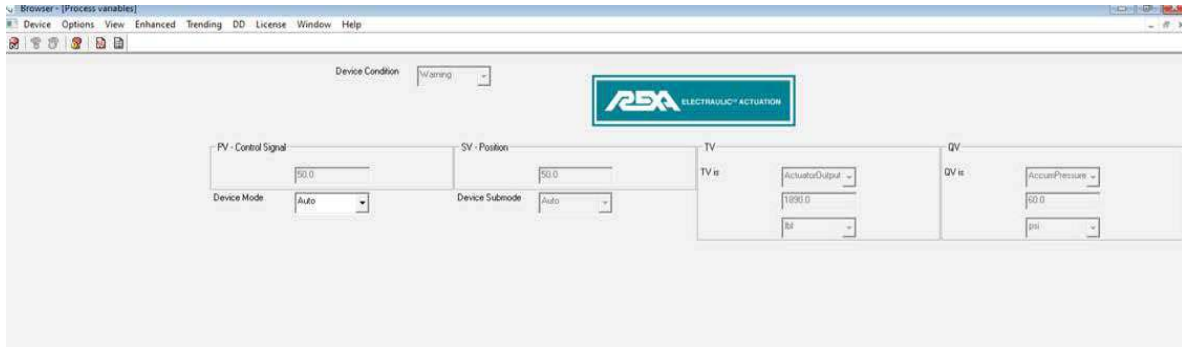 Browser - [Process variables]
Device Options View Enhanced Trending DD License Window Help
Device Condition Warning
REXA ELECTRAULIC™ ACTUATION
PV - Control Signal SV - Position TV QV
50.0 50.0 TV is ActuatorOutput QV is AccumPressure
Device Mode Auto Device Submode Auto 1890.0 60.0
lbf psi